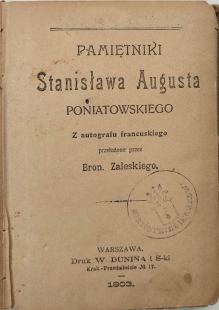 PAMIĘTNIKI
Stanisława Augusta
PONIATOWSKIEGO
Z autografu francuskiego
przełożone przez
Bron. Zaleskiego.
WARSZAWA.
Druk W. DUNINA i S-ki
Krak.-Przedmieście № 17.
1903.